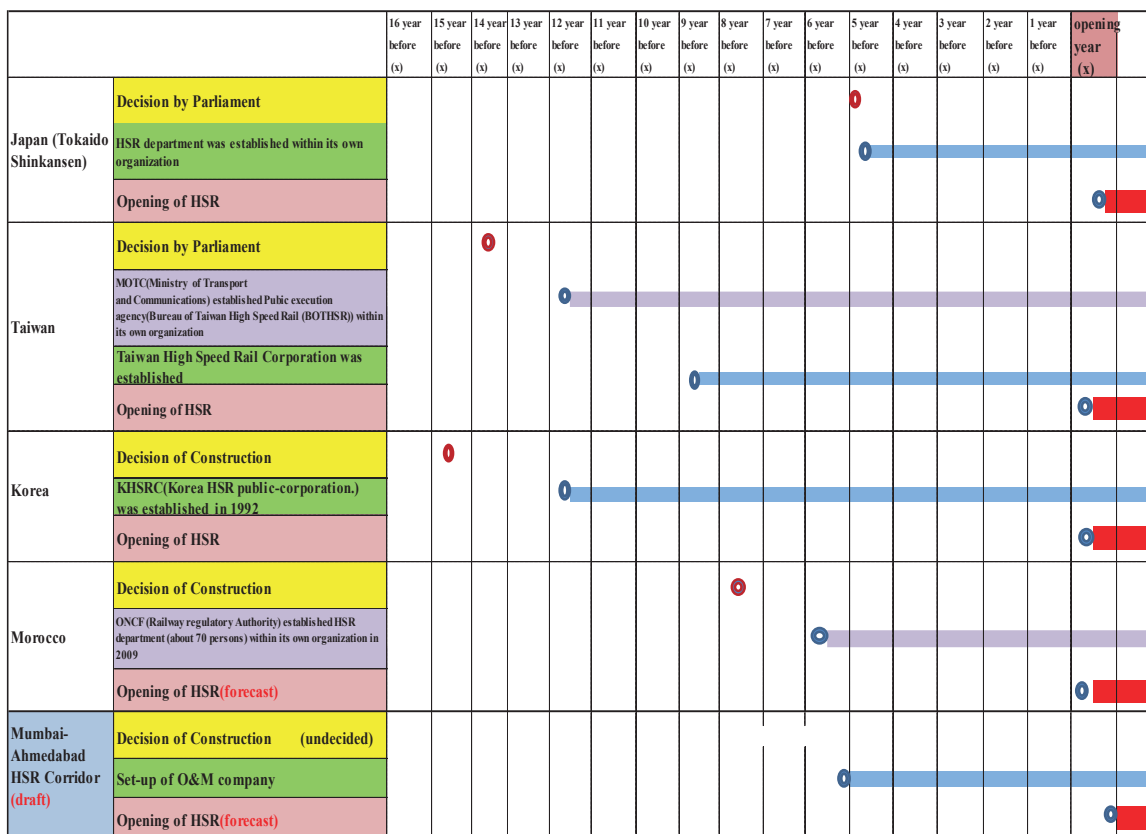 16 year before (x)
15 year before (x)
14 year before (x)
13 year before (x)
12 year before (x)
11 year before (x)
10 year before (x)
9 year before (x)
8 year before (x)
7 year before (x)
6 year before (x)
5 year before (x)
4 year before (x)
3 year before (x)
2 year before (x)
1 year before (x)
opening year (x)
Japan (Tokaido
Shinkansen)
Decision by Parliament
HSR department was established within its own
organization
Opening of HSR
Taiwan
Decision by Parliament
MOTC(Ministry of Transport
and Communications) established Pubic execution
agency(Bureau of Taiwan High Speed Rail (BOTHSR)) within
its own organization
Taiwan High Speed Rail Corporation was
established
Opening of HSR
Korea
Decision of Construction
KHSRC(Korea HSR public-corporation.)
was established in 1992
Opening of HSR
Morocco
Decision of Construction
ONCF (Railway regulatory Authority) established HSR
department (about 70 persons) within its own organization in
2009
Opening of HSR(forecast)
Mumbai-
Ahmedabad
HSR Corridor
(draft)
Decision of Construction (undecided)
Set-up of O&M company
Opening of HSR(forecast)